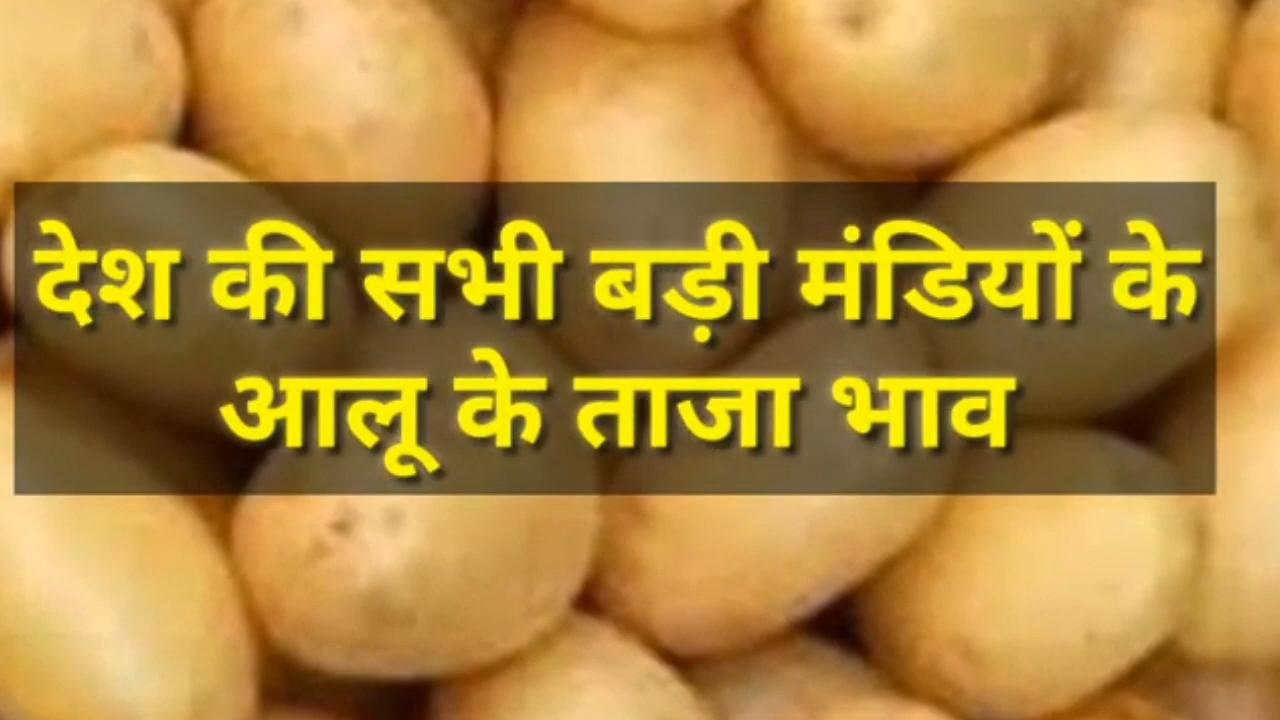 देश की सभी बड़ी मंडियों के
आलू के ताजा भाव